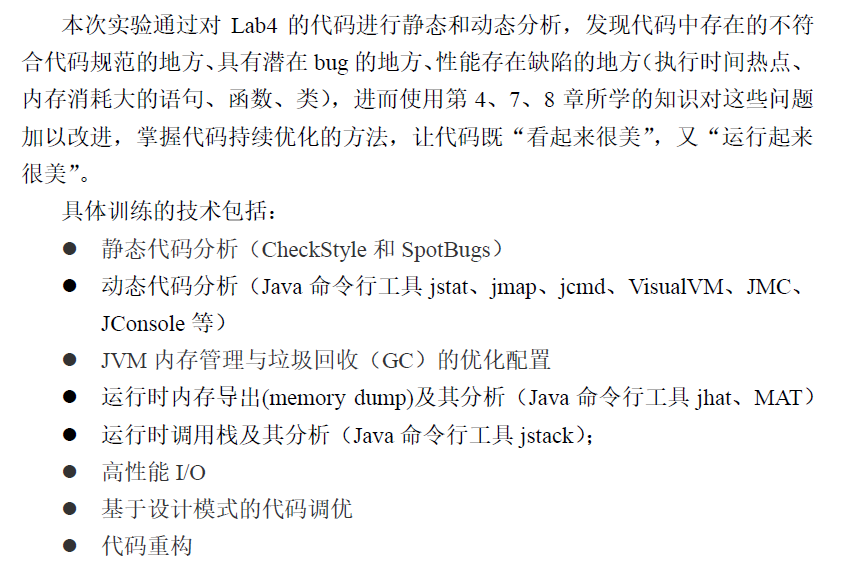 本次实验通过对 Lab4 的代码进行静态和动态分析，发现代码中存在的不符
合代码规范的地方、具有潜在 bug 的地方、性能存在缺陷的地方（执行时间热点、
内存消耗大的语句、函数、类），进而使用第 4、7、8 章所学的知识对这些问题
加以改进，掌握代码持续优化的方法，让代码既“看起来很美”，又“运行起来
很美”。
具体训练的技术包括：
● 静态代码分析（CheckStyle 和 SpotBugs）
● 动态代码分析（Java 命令行工具 jstat、jmap、jcmd、VisualVM、JMC、
JConsole 等）
● JVM 内存管理与垃圾回收（GC）的优化配置
● 运行时内存导出(memory dump)及其分析（Java 命令行工具 jhat、MAT）
● 运行时调用栈及其分析（Java 命令行工具 jstack）；
● 高性能 I/O
● 基于设计模式的代码调优
● 代码重构